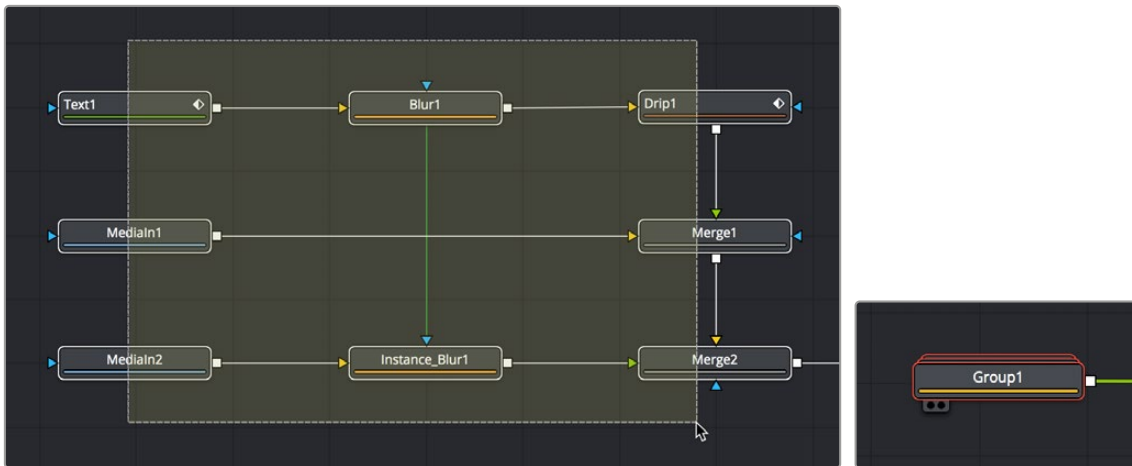 Text1
Blur1
Drip1
MediaIn1
Merge1
MediaIn2
Instance_Blur1
Merge2
Group1